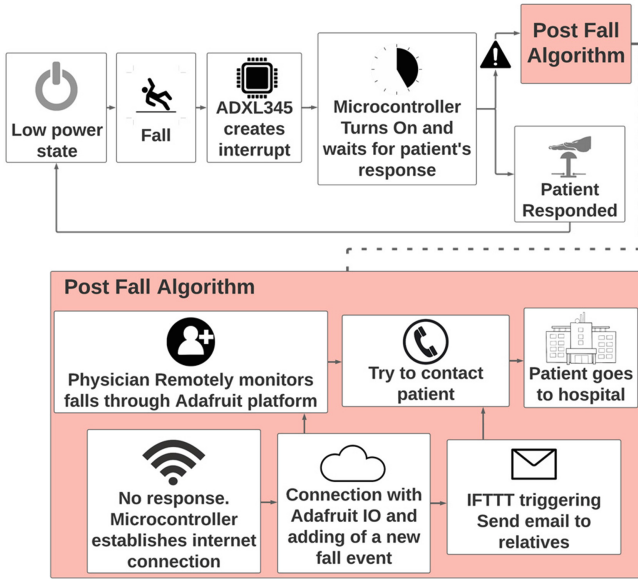 Low power
state
Fall
ADXL345
creates
interrupt
Microcontroller
Turns On and
waits for patient's
response
Post Fall
Algorithm
Patient
Responded
Post Fall Algorithm
Physician Remotely monitors
falls through Adafruit platform
Try to contact
patient
Patient goes
to hospital
No response.
Microcontroller
establishes internet
connection
Connection with
Adafruit IO and
adding of a new
fall event
IFTTT triggering
Send email to
relatives